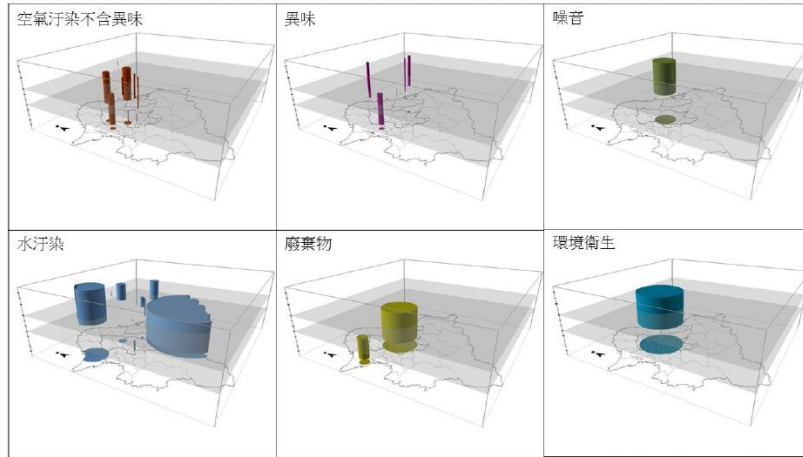 空氣汙染不含異味
異味
噪音
水汙染
廢棄物
環境衛生